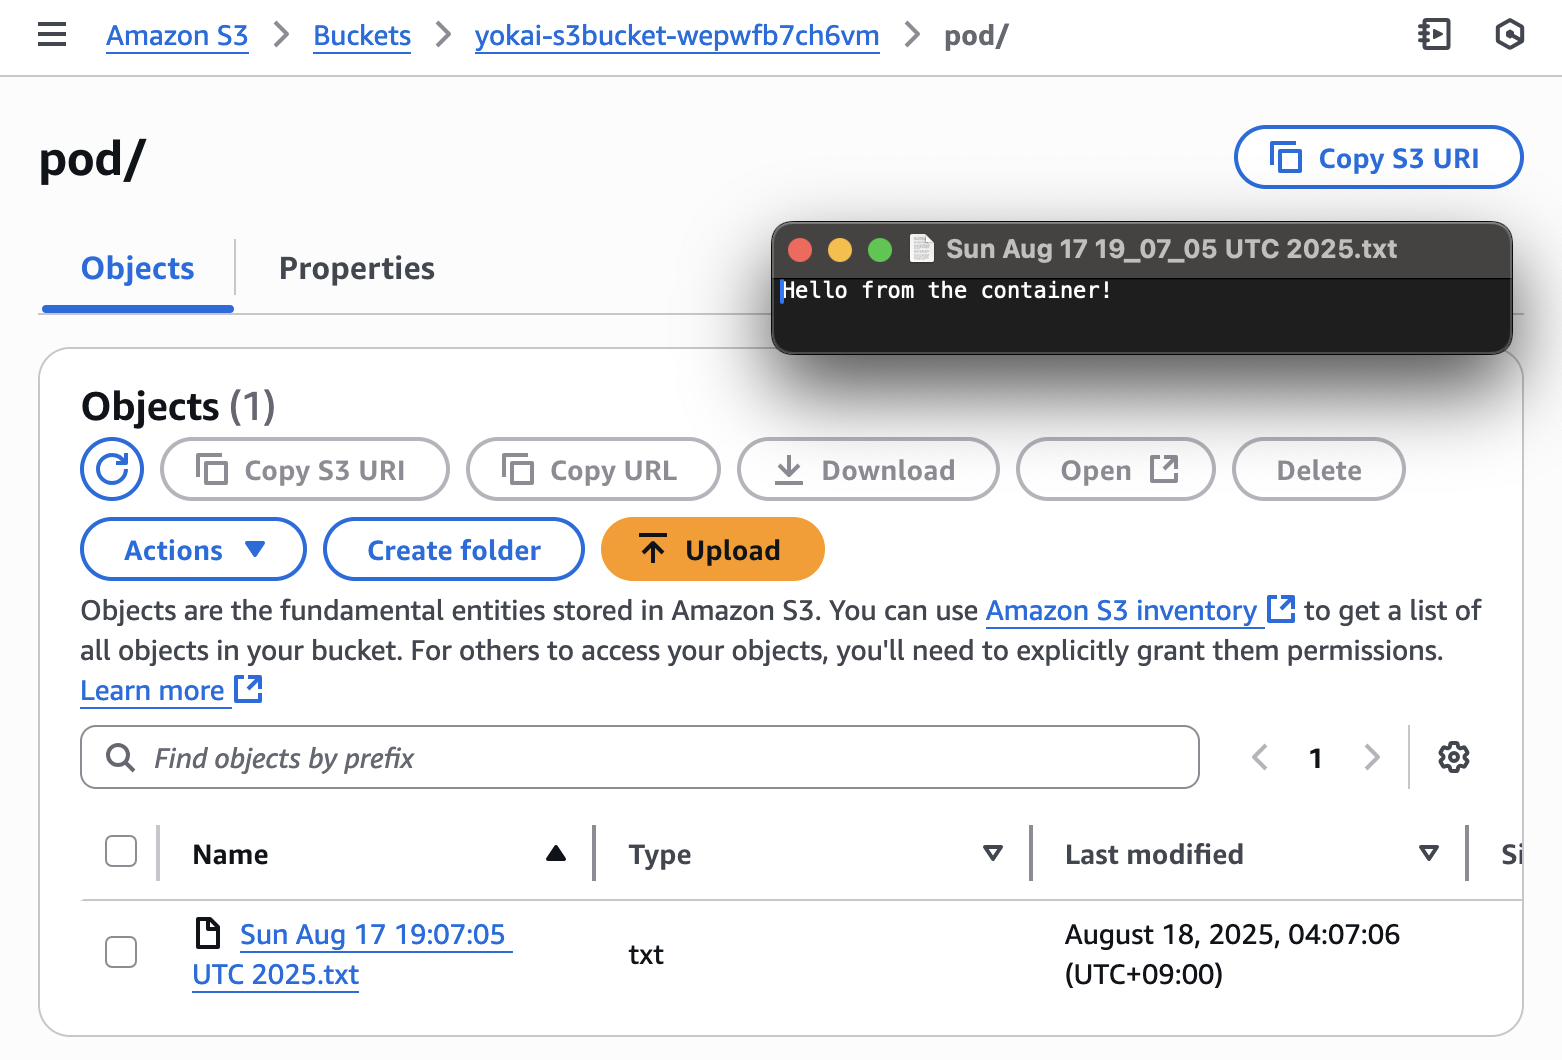 Amazon S3 > Buckets > yokai-s3bucket-wepwfb7ch6vm > pod/
pod/
Copy S3 URI
Objects
Properties
Sun Aug 17 19_07_05 UTC 2025.txt
Hello from the container!
Objects (1)
Copy S3 URI
Copy URL
Download
Open
Delete
Actions
Create folder
Upload
Objects are the fundamental entities stored in Amazon S3. You can use Amazon S3 inventory to get a list of
all objects in your bucket. For others to access your objects, you'll need to explicitly grant them permissions.
Learn more
Find objects by prefix
1
Name
Type
Last modified
Si
Sun Aug 17 19:07:05
UTC 2025.txt
txt
August 18, 2025, 04:07:06
(UTC+09:00)